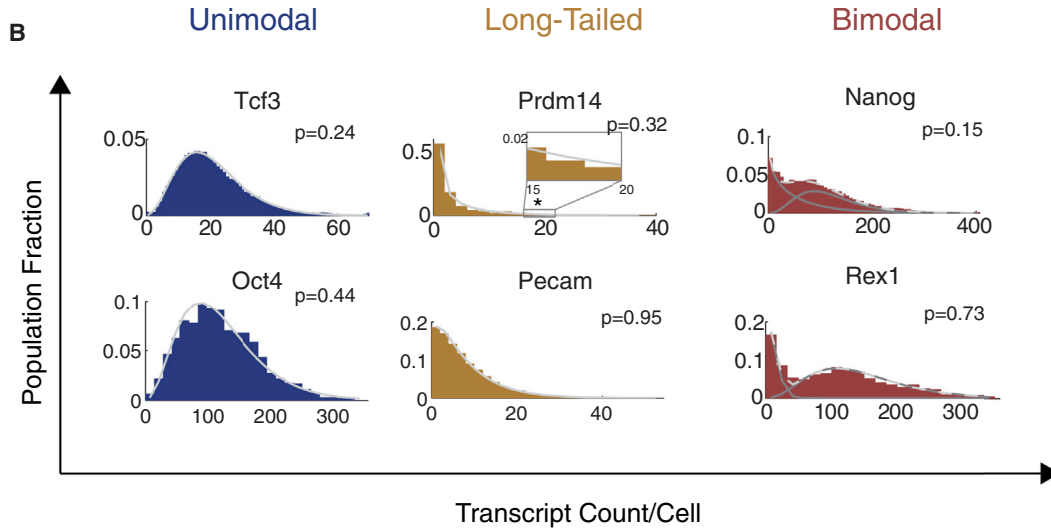 B
Unimodal Long-Tailed Bimodal
Tcf3
p=0.24
0.05
0
0 20 40 60
Prdm14
p=0.32
0.5
0
0 20 40
0.02
15 20
*
Nanog
p=0.15
0.1
0.05
0
0 200 400
Oct4
p=0.44
0.1
0.05
0
0 100 200 300
Pecam
p=0.95
0.2
0.1
0
0 20 40
Rex1
p=0.73
0.2
0.1
0
0 100 200 300
Population Fraction
Transcript Count/Cell